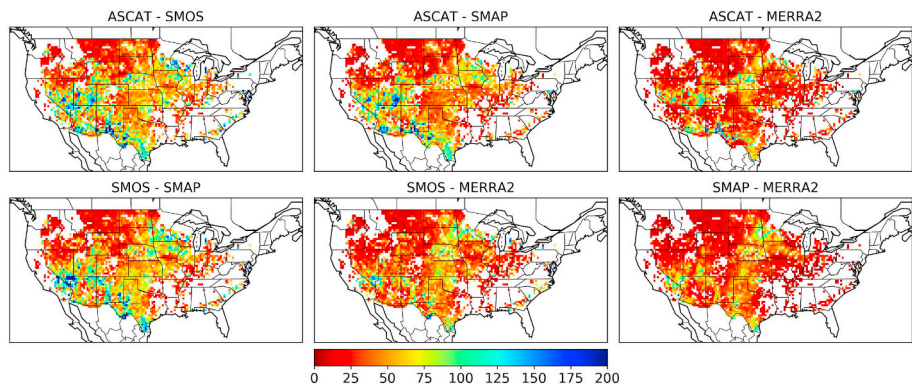 ASCAT - SMOS
ASCAT - SMAP
ASCAT - MERRA2
SMOS - SMAP
SMOS - MERRA2
SMAP - MERRA2
0 25 50 75 100 125 150 175 200